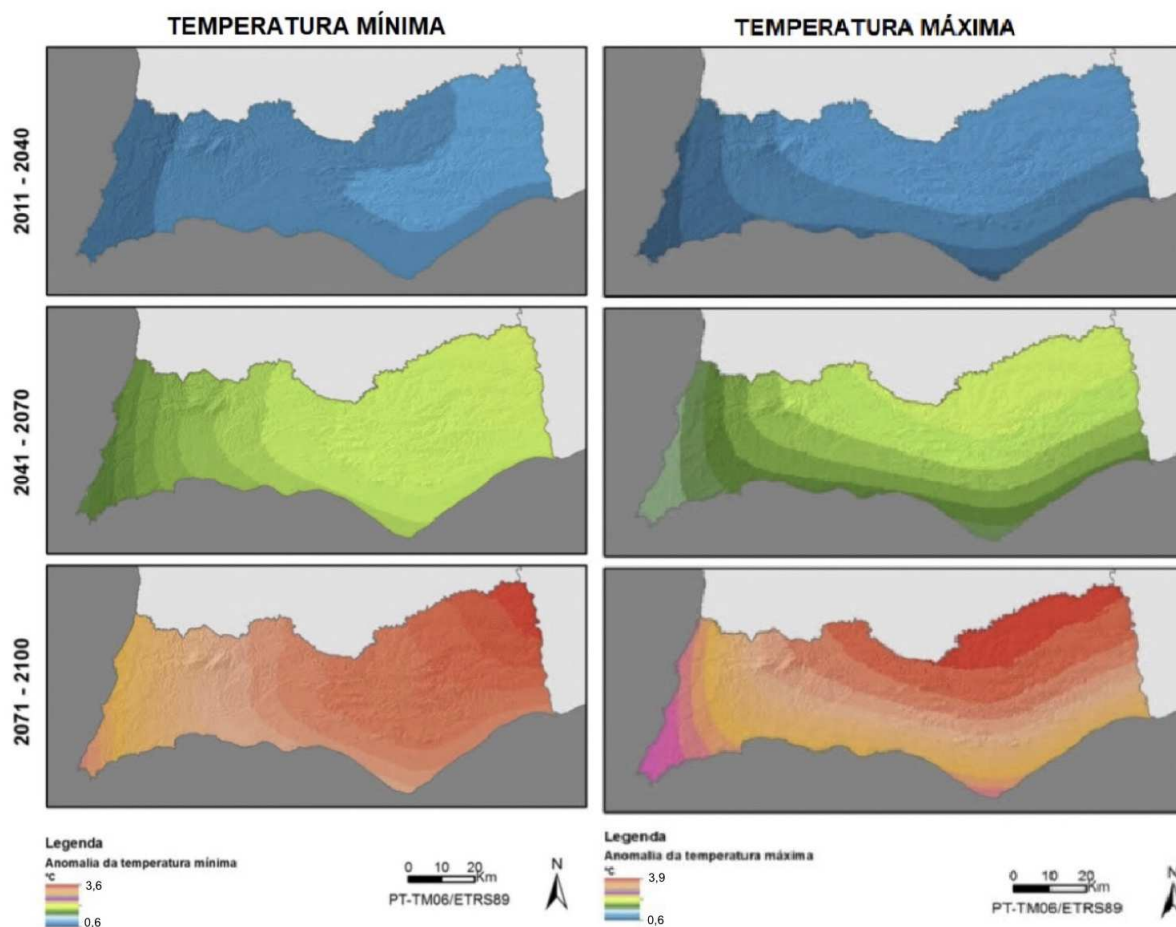 TEMPERATURA MÍNIMA
TEMPERATURA MÁXIMA
2011 - 2040
2041 - 2070
2071 - 2100
Legenda
Anomalia da temperatura mínima
°C
3,6
0.6
0 10 20
Km
PT-TM06/ETRS89
N
Legenda
Anomalia da temperatura máxima
°C
3,9
0,6
0 10 20
Km
PT-TM06/ETRS89
N